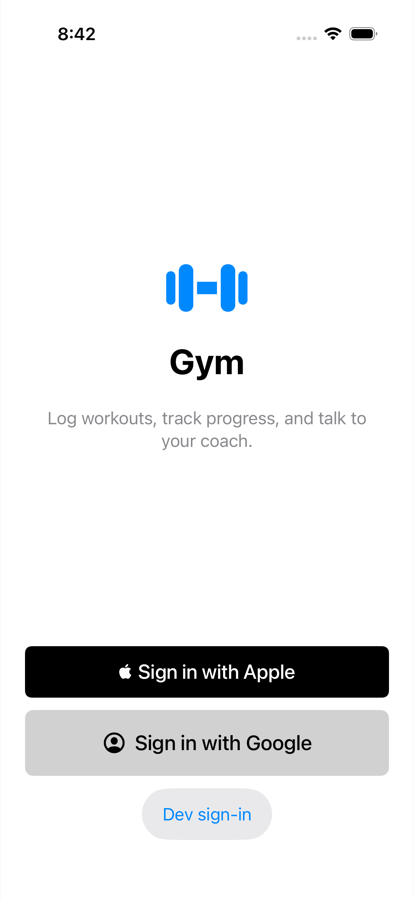 8:42
Gym
Log workouts, track progress, and talk to
your coach.
Sign in with Apple
Sign in with Google
Dev sign-in